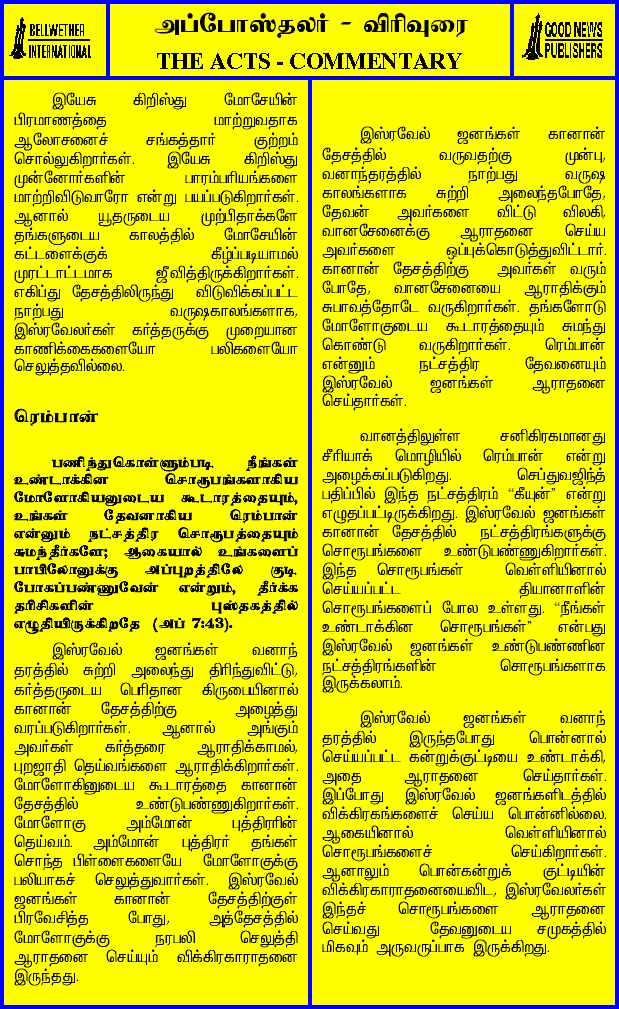 BELLWETHER
INTERNATIONAL
அப்போஸ்தலர் - விரிவுரை
THE ACTS - COMMENTARY
GOOD NEWS
PUBLISHERS
இயேசு கிறிஸ்து மோசேயின்
பிரமாணத்தை மாற்றுவதாக
ஆலோசனைச் சங்கத்தார் குற்றம்
சொல்லுகிறார்கள். இயேசு கிறிஸ்து
முன்னோர்களின் பாரம்பரியங்களை
மாற்றிவிடுவாரோ என்று பயப்படுகிறார்கள்.
ஆனால் யூதருடைய முற்பிதாக்களே
தங்களுடைய காலத்தில் மோசேயின்
கட்டளைக்குக் கீழ்ப்படியாமல்
முரட்டாட்டமாக ஜீவித்திருக்கிறார்கள்.
எகிப்து தேசத்திலிருந்து விடுவிக்கப்பட்ட
நாற்பது வருஷகாலங்களாக,
இஸ்ரவேலர்கள் கர்த்தருக்கு முறையான
காணிக்கைகளையோ பலிகளையோ
செலுத்தவில்லை.
ரெம்பான்
பணிந்துகொள்ளும்படி நீங்கள்
உண்டாக்கின சொரூபங்களாகிய
மோளோகியனுடைய கூடாரத்தையும்,
உங்கள் தேவனாகிய ரெம்பான்
என்னும் நட்சத்திர சொரூபத்தையும்
சுமந்தீர்களே; ஆகையால் உங்களைப்
பாபிலோனுக்கு அப்புறத்திலே குடி
போகப்பண்ணுவேன் என்றும், தீர்க்க
தரிசிகளின் புஸ்தகத்தில்
எழுதியிருக்கிறதே (அப் 7:43).
இஸ்ரவேல் ஜனங்கள் வனாந்
தரத்தில் சுற்றி அலைந்து திரிந்துவிட்டு,
கர்த்தருடைய பெரிதான கிருபையினால்
கானான் தேசத்திற்கு அழைத்து
வரப்படுகிறார்கள். ஆனால் அங்கும்
அவர்கள் கர்த்தரை ஆராதிக்காமல்,
புறஜாதி தெய்வங்களை ஆராதிக்கிறார்கள்.
மோளோகினுடைய கூடாரத்தை கானான்
தேசத்தில் உண்டுபண்ணுகிறார்கள்.
மோளோகு அம்மோன் புத்திரரின்
தெய்வம். அம்மோன் புத்திரர் தங்கள்
சொந்த பிள்ளைகளையே மோளோகுக்கு
பலியாகச் செலுத்துவார்கள். இஸ்ரவேல்
ஜனங்கள் கானான் தேசத்திற்குள்
பிரவேசித்த போது, அத்தேசத்தில்
மோளோகுக்கு நரபலி செலுத்தி
ஆராதனை செய்யும் விக்கிரகாராதனை
இருந்தது.
இஸ்ரவேல் ஜனங்கள் கானான்
தேசத்தில் வருவதற்கு முன்பு,
வனாந்தரத்தில் நாற்பது வருஷ
காலங்களாக சுற்றி அலைந்தபோதே,
தேவன் அவர்களை விட்டு விலகி,
வானசேனைக்கு ஆராதனை செய்ய
அவர்களை ஒப்புக்கொடுத்துவிட்டார்.
கானான் தேசத்திற்கு அவர்கள் வரும்
போதே, வானசேனையை ஆராதிக்கும்
சுபாவத்தோடே வருகிறார்கள். தங்களோடு
மோளோகுடைய கூடாரத்தையும் சுமந்து
கொண்டு வருகிறார்கள். ரெம்பான்
என்னும் நட்சத்திர தேவனையும்
இஸ்ரவேல் ஜனங்கள் ஆராதனை
செய்தார்கள்.
வானத்திலுள்ள சனிகிரகமானது
சீரியாக் மொழியில் ரெம்பான் என்று
அழைக்கப்படுகிறது. செப்துவஜிந்த்
பதிப்பில் இந்த நட்சத்திரம் “கீயுன்” என்று
எழுதப்பட்டிருக்கிறது. இஸ்ரவேல் ஜனங்கள்
கானான் தேசத்தில் நட்சத்திரங்களுக்கு
சொரூபங்களை உண்டுபண்ணுகிறார்கள்.
இந்த சொரூபங்கள் வெள்ளியினால்
செய்யப்பட்ட தியானாளின்
சொரூபங்களைப் போல உள்ளது. “நீங்கள்
உண்டாக்கின சொரூபங்கள்” என்பது
இஸ்ரவேல் ஜனங்கள் உண்டுபண்ணின
நட்சத்திரங்களின் சொரூபங்களாக
இருக்கலாம்.
இஸ்ரவேல் ஜனங்கள் வனாந்
தரத்தில் இருந்தபோது பொன்னால்
செய்யப்பட்ட கன்றுக்குட்டியை உண்டாக்கி,
அதை ஆராதனை செய்தார்கள்.
இப்போது இஸ்ரவேல் ஜனங்களிடத்தில்
விக்கிரகங்களைச் செய்ய பொன்னில்லை.
ஆகையினால் வெள்ளியினால்
சொரூபங்களைச் செய்கிறார்கள்.
ஆனாலும் பொன்கன்றுக் குட்டியின்
விக்கிரகாராதனையைவிட, இஸ்ரவேலர்கள்
இந்தச் சொரூபங்களை ஆராதனை
செய்வது தேவனுடைய சமுகத்தில்
மிகவும் அருவருப்பாக இருக்கிறது.